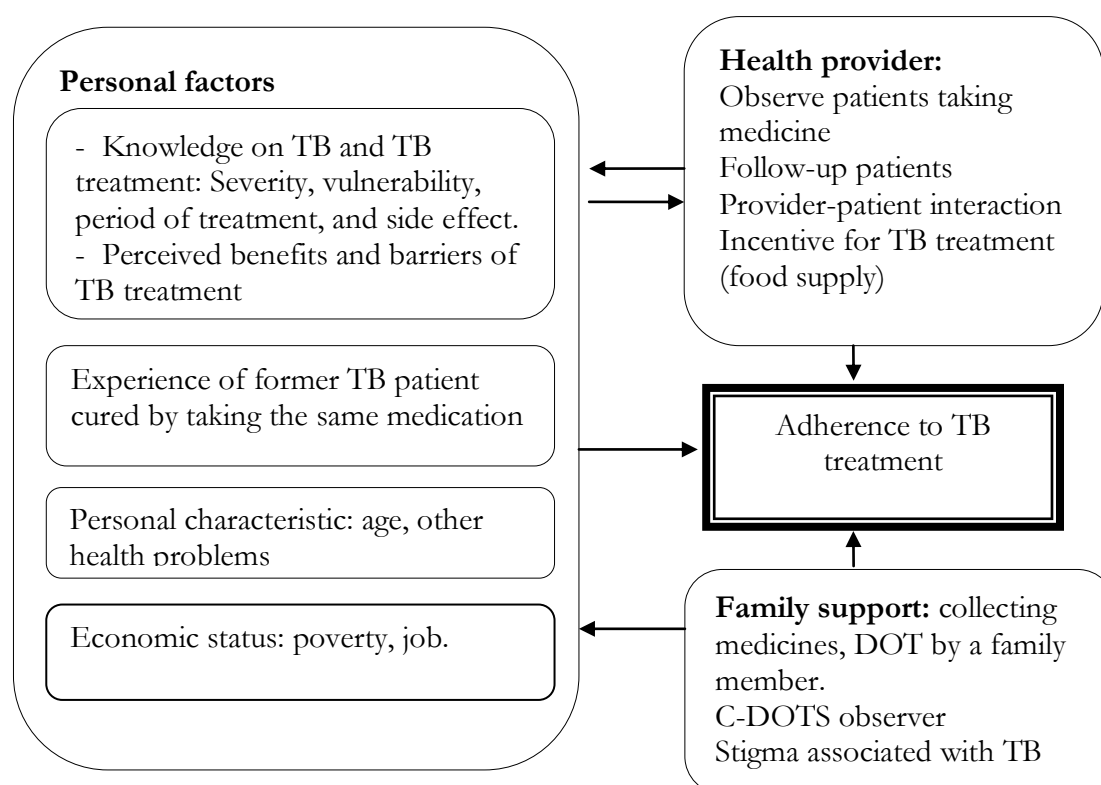 Personal factors
- Knowledge on TB and TB
treatment: Severity, vulnerability,
period of treatment, and side effect.
- Perceived benefits and barriers of
TB treatment
Experience of former TB patient
cured by taking the same medication
Personal characteristic: age, other
health problems
Economic status: poverty, job.
Health provider:
Observe patients taking
medicine
Follow-up patients
Provider-patient interaction
Incentive for TB treatment
(food supply)
Adherence to TB
treatment
Family support: collecting
medicines, DOT by a family
member.
C-DOTS observer
Stigma associated with TB